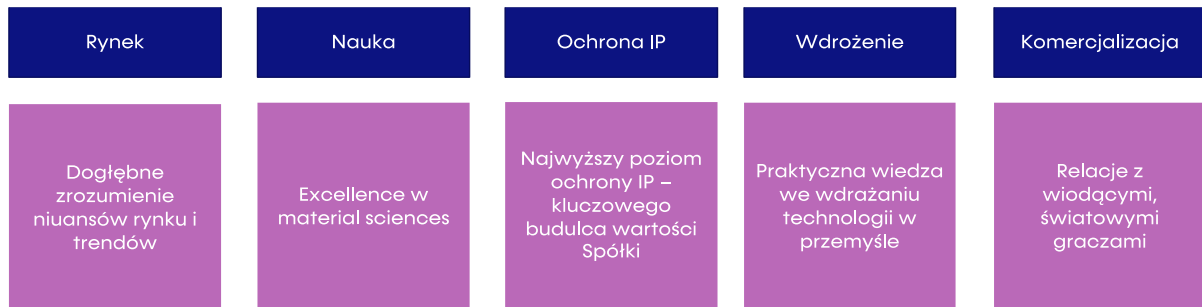 Rynek
Nauka
Ochrona IP
Wdrożenie
Komercjalizacja
Dogłębne
zrozumienie
niuansów rynku i
trendów
Excellence w
material sciences
Najwyższy poziom
ochrony IP –
kluczowego
budulca wartości
Spółki
Praktyczna wiedza
we wdrażaniu
technologii w
przemyśle
Relacje z
wiodącymi,
światowymi
graczami